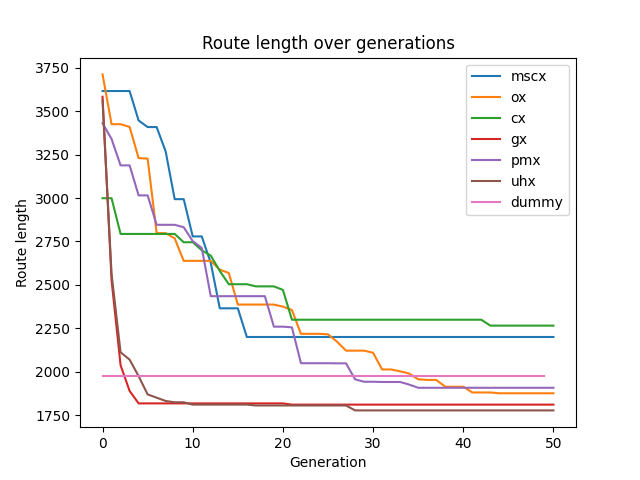 Route length over generations
3750
3500
3250
3000
2750
2500
2250
2000
1750
Route length
0
10
20
30
40
50
Generation
mscx
ox
cx
gx
pmx
uhx
dummy